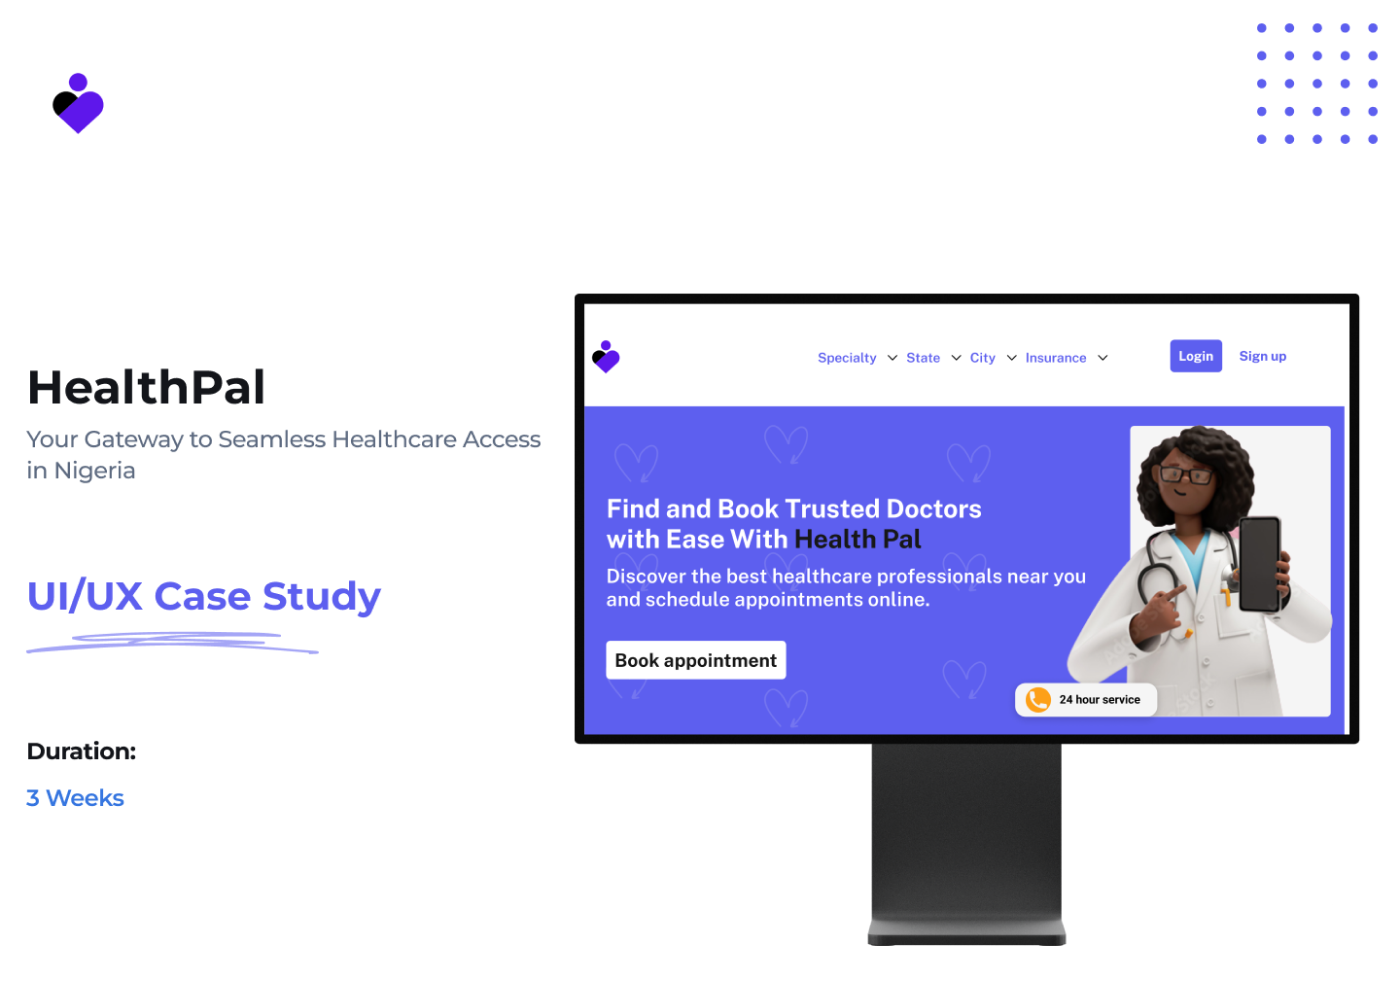 HealthPal
Your Gateway to Seamless Healthcare Access
in Nigeria
UI/UX Case Study
Duration:
3 Weeks
Specialty State City Insurance Login Sign up
Find and Book Trusted Doctors
with Ease With Health Pal
Discover the best healthcare professionals near you
and schedule appointments online.
Book appointment
24 hour service